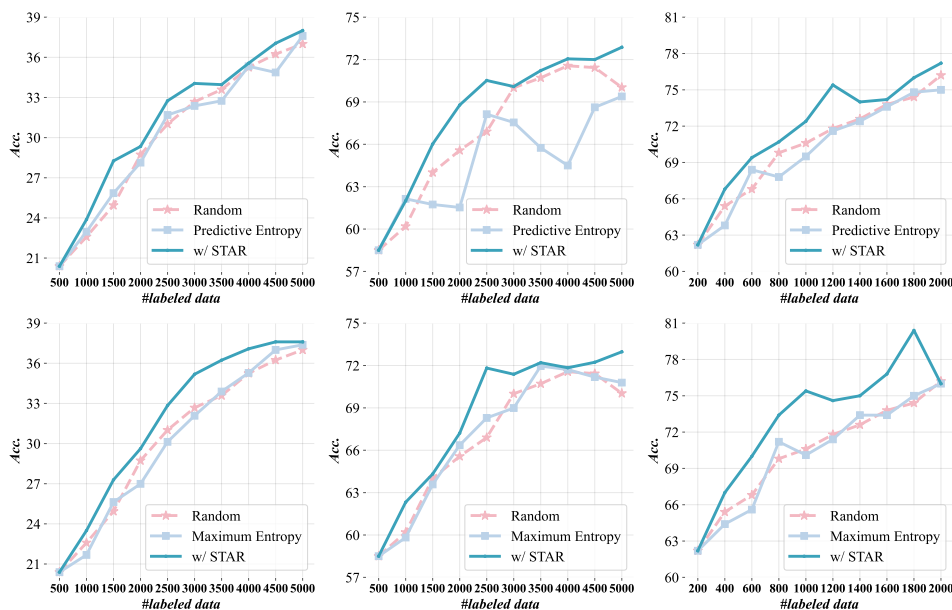 39
36
33
30
27
24
21
Acc.
Random
Predictive Entropy
w/ STAR
500 1000 1500 2000 2500 3000 3500 4000 4500 5000
#labeled data
75
72
69
66
63
60
57
Acc.
Random
Predictive Entropy
w/ STAR
500 1000 1500 2000 2500 3000 3500 4000 4500 5000
#labeled data
81
78
75
72
69
66
63
60
Acc.
Random
Predictive Entropy
w/ STAR
200 400 600 800 1000 1200 1400 1600 1800 2000
#labeled data
39
36
33
30
27
24
21
Acc.
Random
Maximum Entropy
w/ STAR
500 1000 1500 2000 2500 3000 3500 4000 4500 5000
#labeled data
75
72
69
66
63
60
57
Acc.
Random
Maximum Entropy
w/ STAR
500 1000 1500 2000 2500 3000 3500 4000 4500 5000
#labeled data
81
78
75
72
69
66
63
60
Acc.
Random
Maximum Entropy
w/ STAR
200 400 600 800 1000 1200 1400 1600 1800 2000
#labeled data